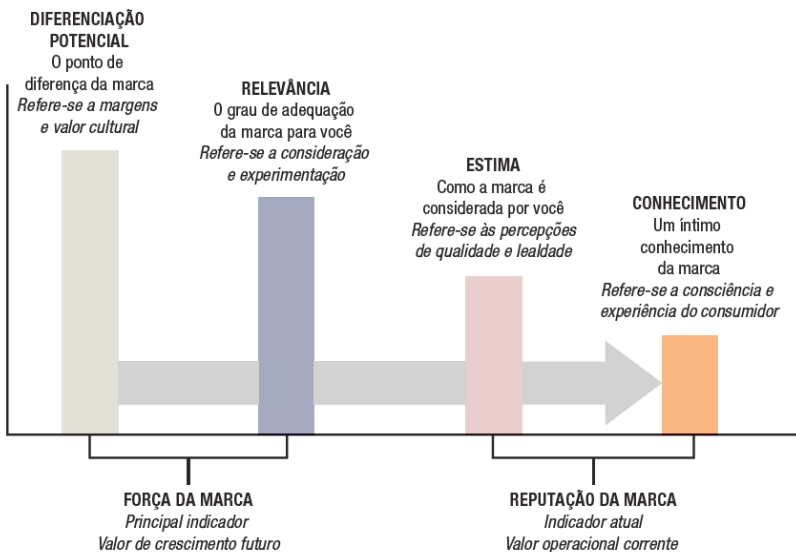 DIFERENCIAÇÃO
POTENCIAL
O ponto de
diferença da marca
Refere-se a margens
e valor cultural
RELEVÂNCIA
O grau de adequação
da marca para você
Refere-se a consideração
e experimentação
ESTIMA
Como a marca é
considerada por você
Refere-se às percepções
de qualidade e lealdade
CONHECIMENTO
Um íntimo
conhecimento
da marca
Refere-se a consciência e
experiência do consumidor
FORÇA DA MARCA
Principal indicador
Valor de crescimento futuro
REPUTAÇÃO DA MARCA
Indicador atual
Valor operacional corrente